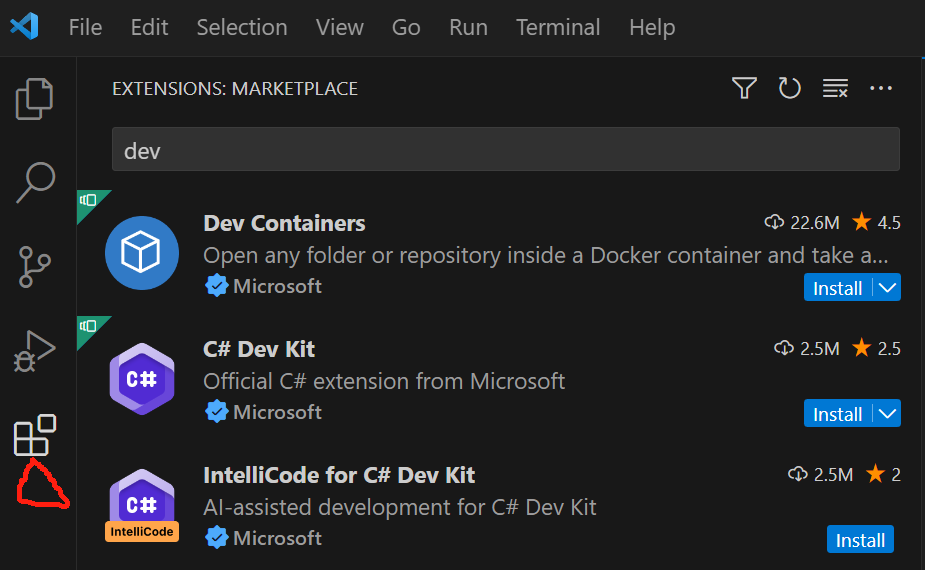 File Edit Selection View Go Run Terminal Help
EXTENSIONS: MARKETPLACE
dev
Dev Containers 22.6M 4.5
Open any folder or repository inside a Docker container and take a...
Microsoft Install
C# Dev Kit 2.5M 2.5
C#
Official C# extension from Microsoft
Microsoft Install
IntelliCode for C# Dev Kit 2.5M 2
C#
AI-assisted development for C# Dev Kit
IntelliCode
Microsoft Install